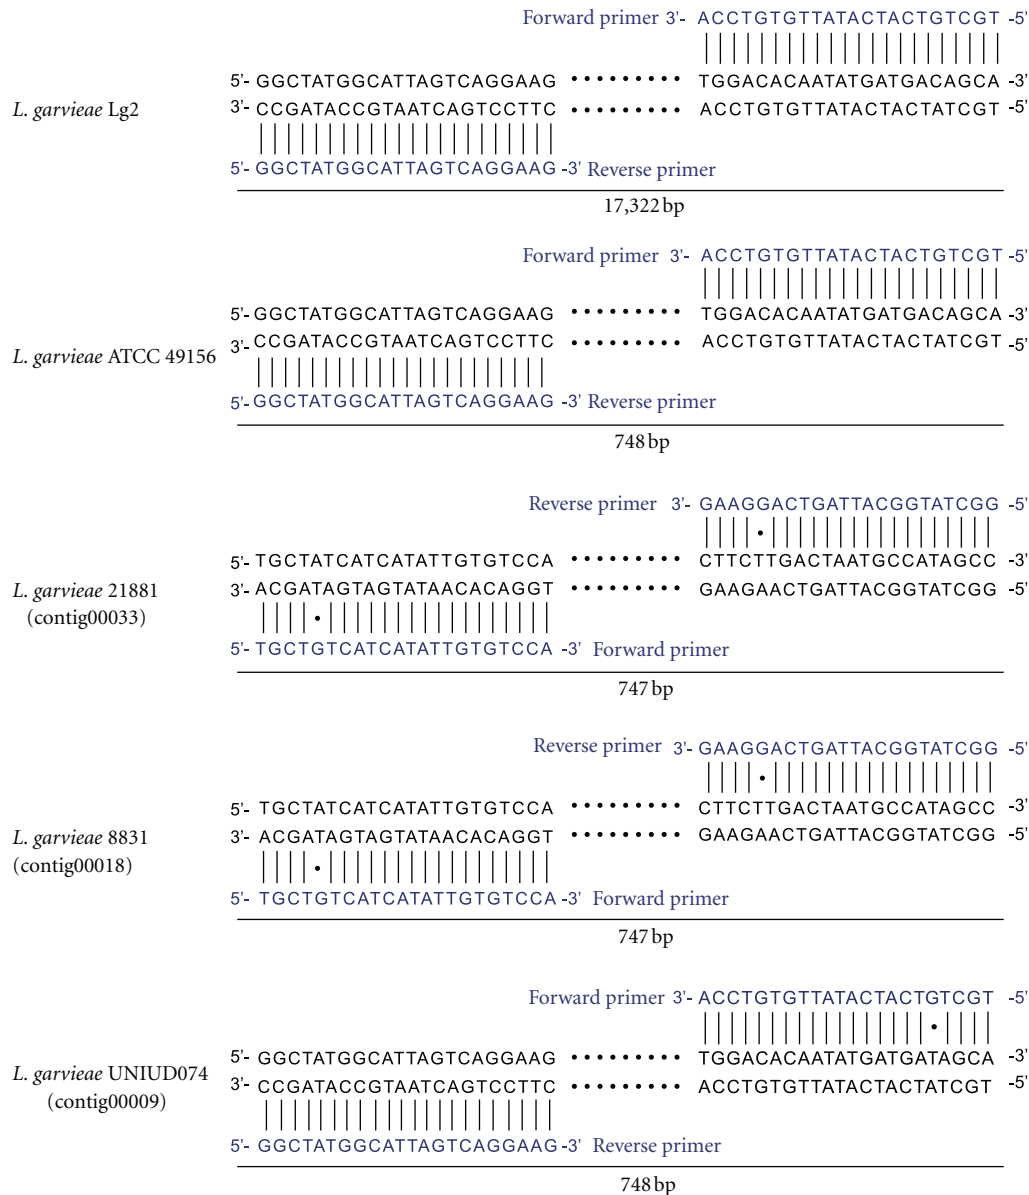 Forward primer 3'- ACCTGTGTTATACTACTGTCGT -5'
5'- GGCTATGGCATTAGTCAGGAAG ••••••••• TGGACACAATATGATGACAGCA -3'
L. garvieae Lg2
3'- CCGATACCGTAATCAGTCCTTC ••••••••• ACCTGTGTTATACTACTATCGT -5'
5'- GGCTATGGCATTAGTCAGGAAG -3' Reverse primer
17,322 bp
Forward primer 3'- ACCTGTGTTATACTACTGTCGT -5'
5'- GGCTATGGCATTAGTCAGGAAG ••••••••• TGGACACAATATGATGACAGCA -3'
3'- CCGATACCGTAATCAGTCCTTC ••••••••• ACCTGTGTTATACTACTATCGT -5'
L. garvieae ATCC 49156
5'- GGCTATGGCATTAGTCAGGAAG -3' Reverse primer
748 bp
Reverse primer 3'- GAAGGACTGATTACGGTATCGG -5'
5'- TGCTATCATCATATTGTGTCCA ••••••••• CTTCTTGACTAATGCCATAGCC -3'
L. garvieae 21881
3'- ACGATAGTAGTATAACACAGGT ••••••••• GAAGAACTGATTACGGTATCGG -5'
(contig00033)
5'- TGCTGTCATCATATTGTGTCCA -3' Forward primer
747 bp
Reverse primer 3'- GAAGGACTGATTACGGTATCGG -5'
5'- TGCTATCATCATATTGTGTCCA ••••••••• CTTCTTGACTAATGCCATAGCC -3'
L. garvieae 8831
3'- ACGATAGTAGTATAACACAGGT ••••••••• GAAGAACTGATTACGGTATCGG -5'
(contig00018)
5'- TGCTGTCATCATATTGTGTCCA -3' Forward primer
747 bp
Forward primer 3'- ACCTGTGTTATACTACTGTCGT -5'
5'- GGCTATGGCATTAGTCAGGAAG ••••••••• TGGACACAATATGATGATAGCA -3'
L. garvieae UNIUD074
3'- CCGATACCGTAATCAGTCCTTC ••••••••• ACCTGTGTTATACTACTATCGT -5'
(contig00009)
5'- GGCTATGGCATTAGTCAGGAAG -3' Reverse primer
748 bp